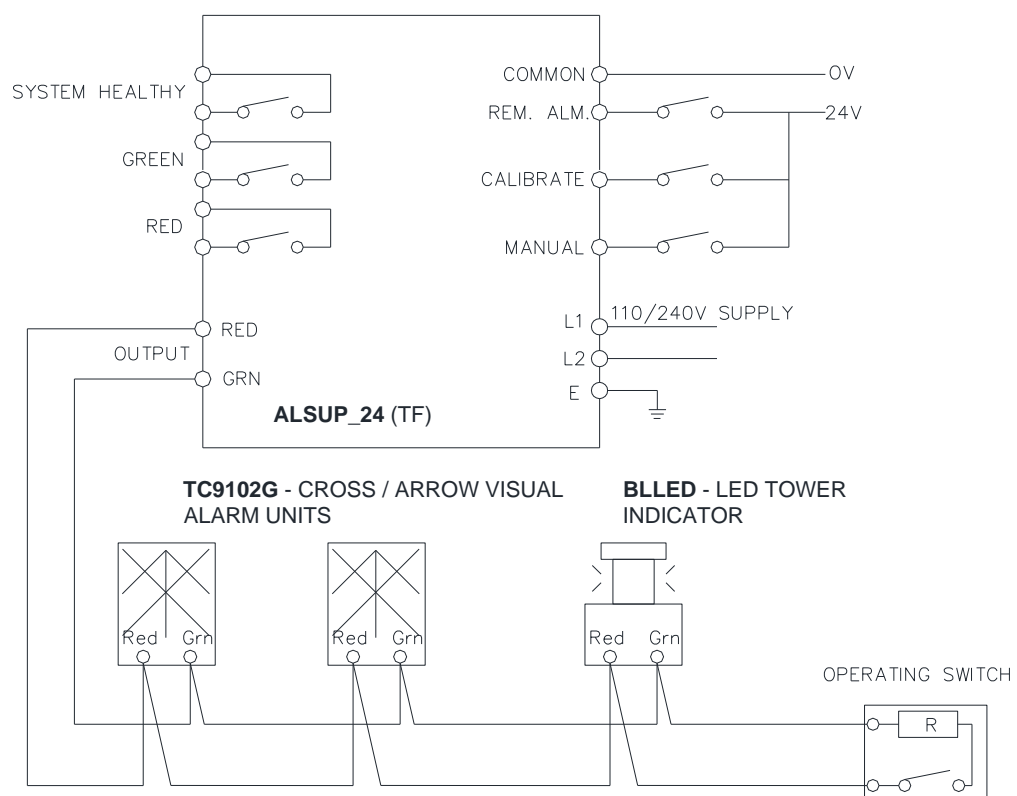 SYSTEM HEALTHY
GREEN
RED
COMMON
0V
REM. ALM.
24V
CALIBRATE
MANUAL
RED
OUTPUT
GRN
L1
110/240V SUPPLY
L2
E
ALSUP_24 (TF)
TC9102G - CROSS / ARROW VISUAL
ALARM UNITS
BLLED - LED TOWER
INDICATOR
Red Grn
Red Grn
Red Grn
OPERATING SWITCH
R